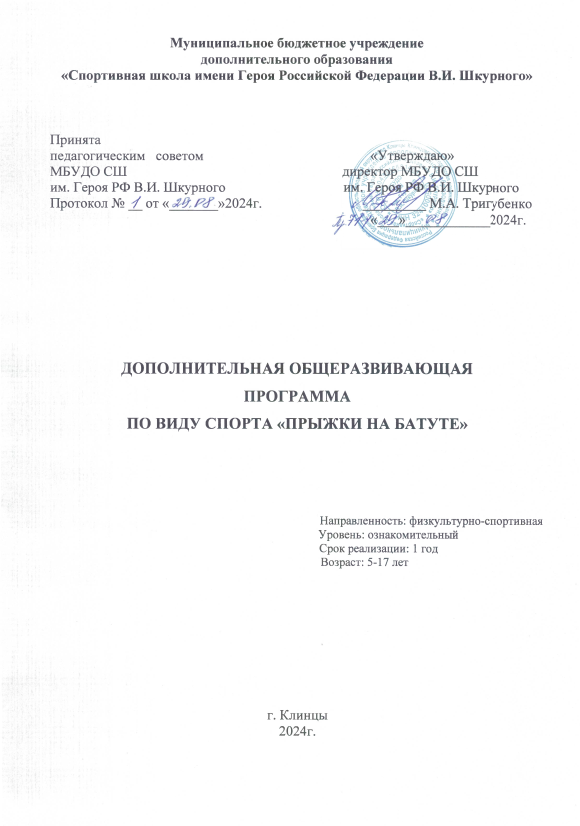 Муниципальное бюджетное учреждение
дополнительного образования
«Спортивная школа имени Героя Российской Федерации В.И. Шкурного»
Принята
педагогическим советом
МБУДО СШ
им. Героя РФ В.И. Шкурного
Протокол № 1 от «29.08»2024г.
«Утверждаю»
директор МБУДО СШ
им. Героя РФ В.И. Шкурного
М.А. Тригубенко
«29» 08 2024г.
ДОПОЛНИТЕЛЬНАЯ ОБЩЕРАЗВИВАЮЩАЯ
ПРОГРАММА
ПО ВИДУ СПОРТА «ПРЫЖКИ НА БАТУТЕ»
Направленность: физкультурно-спортивная
Уровень: ознакомительный
Срок реализации: 1 год
Возраст: 5-17 лет
г. Клинцы
2024г.